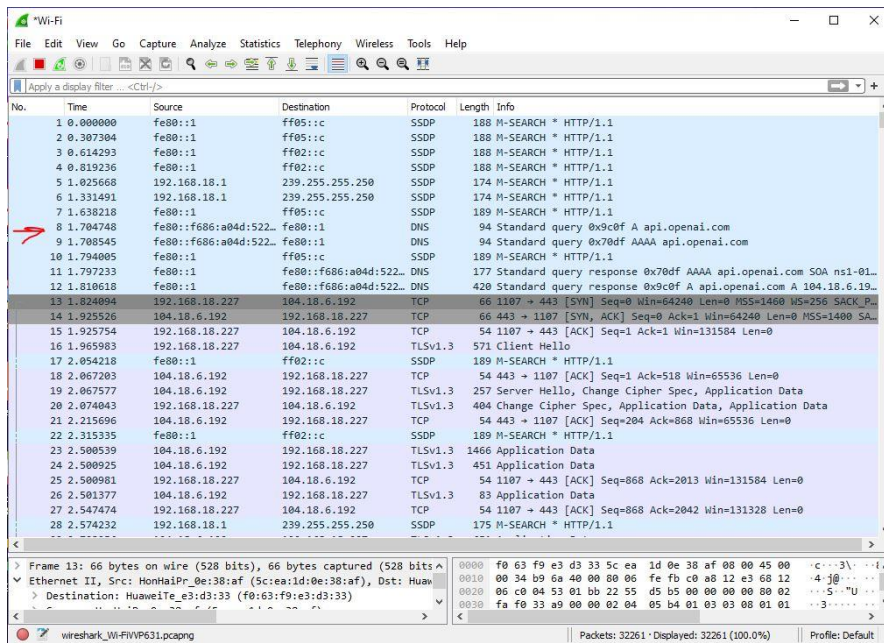 *Wi-Fi
File Edit View Go Capture Analyze Statistics Telephony Wireless Tools Help
Apply a display filter ... <Ctrl-/>
No. Time Source Destination Protocol Length Info
1 0.000000 fe80::1 ff05::c SSDP 188 M-SEARCH * HTTP/1.1
2 0.307304 fe80::1 ff05::c SSDP 188 M-SEARCH * HTTP/1.1
3 0.614293 fe80::1 ff02::c SSDP 188 M-SEARCH * HTTP/1.1
4 0.819236 fe80::1 ff02::c SSDP 188 M-SEARCH * HTTP/1.1
5 1.025668 192.168.18.1 239.255.255.250 SSDP 174 M-SEARCH * HTTP/1.1
6 1.331491 192.168.18.1 239.255.255.250 SSDP 174 M-SEARCH * HTTP/1.1
7 1.638218 fe80::1 ff05::c SSDP 189 M-SEARCH * HTTP/1.1
8 1.704748 fe80::f686:a04d:522… fe80::1 DNS 94 Standard query 0x9c0f A api.openai.com
9 1.708545 fe80::f686:a04d:522… fe80::1 DNS 94 Standard query 0x70df AAAA api.openai.com
10 1.794005 fe80::1 ff05::c SSDP 189 M-SEARCH * HTTP/1.1
11 1.797233 fe80::1 fe80::f686:a04d:522… DNS 177 Standard query response 0x70df AAAA api.openai.com SOA ns1-01…
12 1.810618 fe80::1 fe80::f686:a04d:522… DNS 420 Standard query response 0x9c0f A api.openai.com A 104.18.6.19…
13 1.824094 192.168.18.227 104.18.6.192 TCP 66 1107 → 443 [SYN] Seq=0 Win=64240 Len=0 MSS=1460 WS=256 SACK_P…
14 1.925526 104.18.6.192 192.168.18.227 TCP 66 443 → 1107 [SYN, ACK] Seq=0 Ack=1 Win=64240 Len=0 MSS=1400 SA…
15 1.925754 192.168.18.227 104.18.6.192 TCP 54 1107 → 443 [ACK] Seq=1 Ack=1 Win=131584 Len=0
16 1.965983 192.168.18.227 104.18.6.192 TLSv1.3 571 Client Hello
17 2.054218 fe80::1 ff02::c SSDP 189 M-SEARCH * HTTP/1.1
18 2.067203 104.18.6.192 192.168.18.227 TCP 54 443 → 1107 [ACK] Seq=1 Ack=518 Win=65536 Len=0
19 2.067577 104.18.6.192 192.168.18.227 TLSv1.3 257 Server Hello, Change Cipher Spec, Application Data
20 2.074043 192.168.18.227 104.18.6.192 TLSv1.3 404 Change Cipher Spec, Application Data, Application Data
21 2.215696 104.18.6.192 192.168.18.227 TCP 54 443 → 1107 [ACK] Seq=204 Ack=868 Win=65536 Len=0
22 2.315335 fe80::1 ff02::c SSDP 189 M-SEARCH * HTTP/1.1
23 2.500539 104.18.6.192 192.168.18.227 TLSv1.3 1466 Application Data
24 2.500925 104.18.6.192 192.168.18.227 TLSv1.3 451 Application Data
25 2.500981 192.168.18.227 104.18.6.192 TCP 54 1107 → 443 [ACK] Seq=868 Ack=2013 Win=131584 Len=0
26 2.501377 104.18.6.192 192.168.18.227 TLSv1.3 83 Application Data
27 2.547474 192.168.18.227 104.18.6.192 TCP 54 1107 → 443 [ACK] Seq=868 Ack=2042 Win=131328 Len=0
28 2.574232 192.168.18.1 239.255.255.250 SSDP 175 M-SEARCH * HTTP/1.1
Frame 13: 66 bytes on wire (528 bits), 66 bytes captured (528 bits
Ethernet II, Src: HonHaiPr_0e:38:af (5c:ea:1d:0e:38:af), Dst: Huaw
Destination: HuaweiTe_e3:d3:33 (f0:63:f9:e3:d3:33)
0000 f0 63 f9 e3 d3 33 5c ea 1d 0e 38 af 08 00 45 00 ·c···3\· ··8
0010 00 34 b9 6a 40 00 80 06 fe fb c0 a8 12 e3 68 12 ·4·j@··· ····
0020 06 c0 04 53 01 bb 22 55 d5 b5 00 00 00 00 80 02 ···S··"U ····
0030 fa f0 33 a9 00 00 02 04 05 b4 01 03 03 08 01 01 ··3····· ····
wireshark_Wi-FiVVP631.pcapng Packets: 32261 · Displayed: 32261 (100.0%) Profile: Default